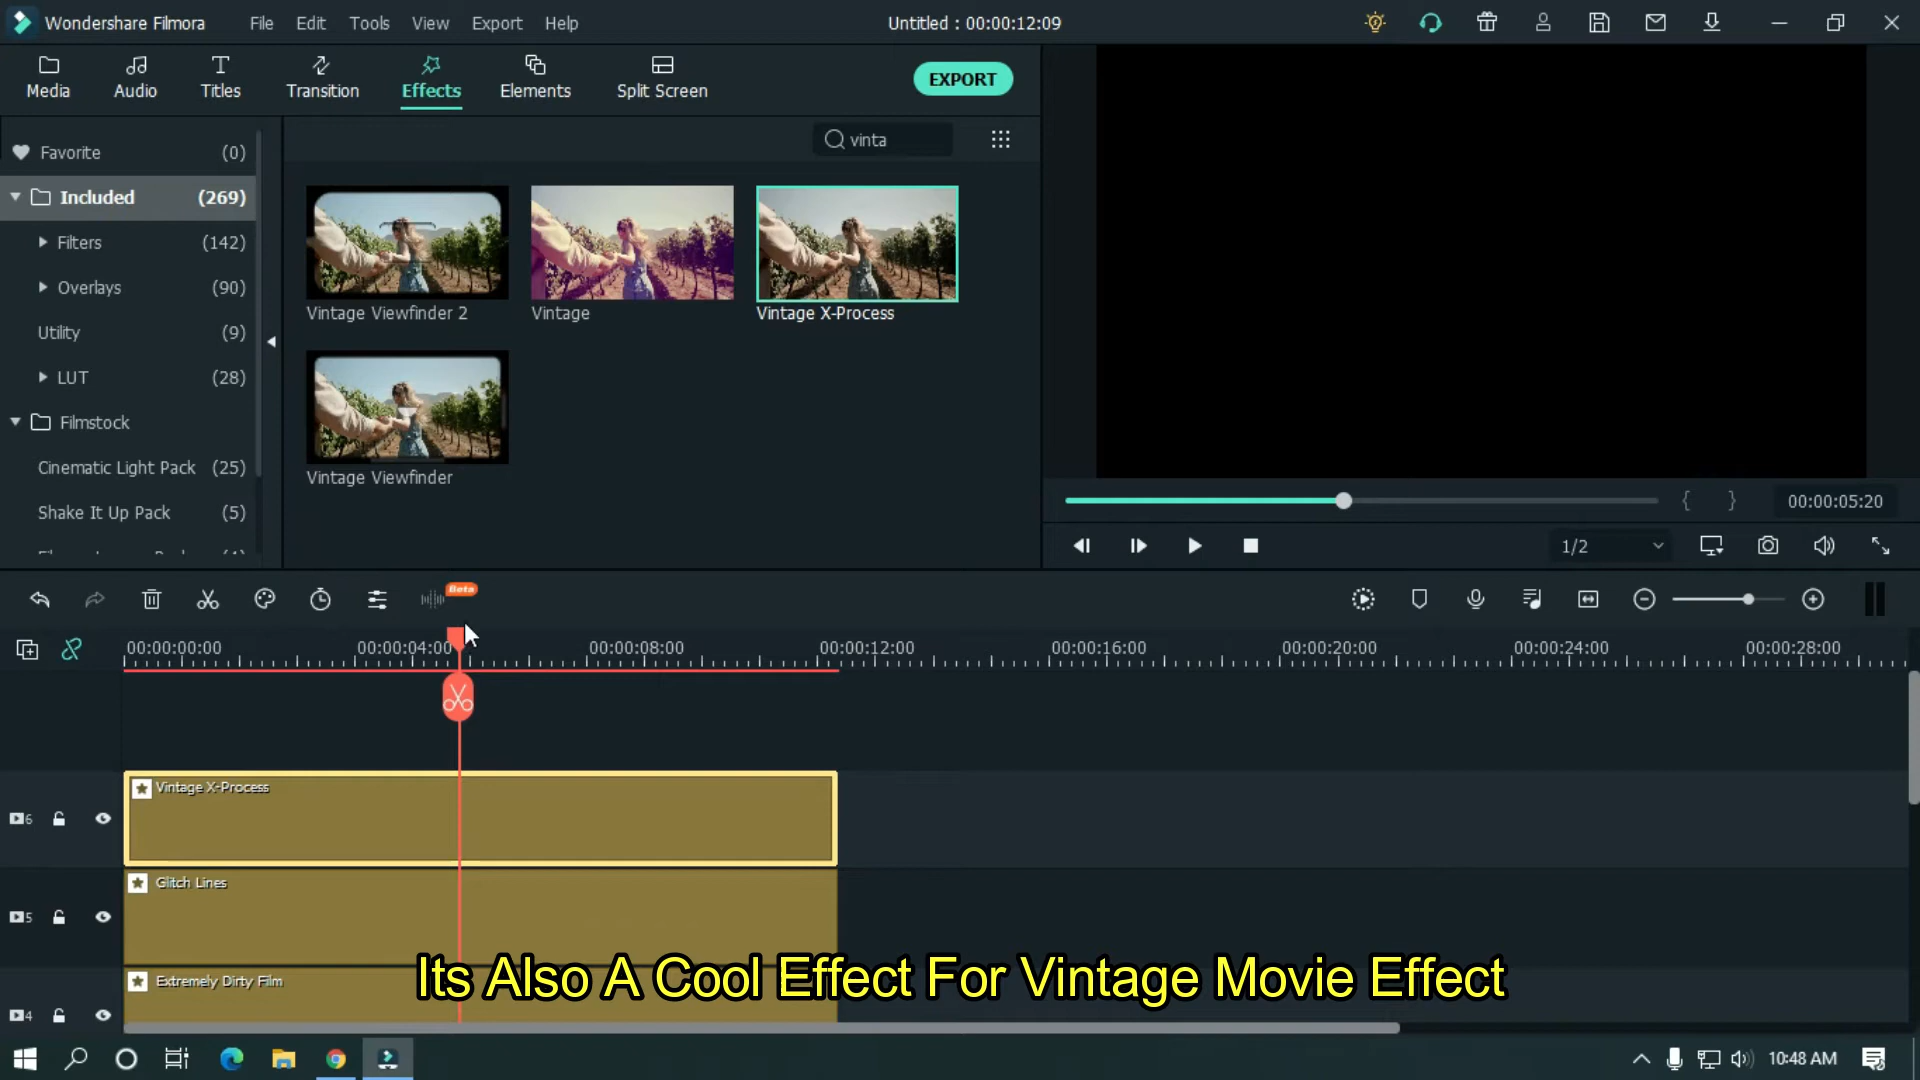 Wondershare Filmora File Edit Tools View Export Help Untitled : 00:00:12:09
Media Audio Titles Transition Effects Elements Split Screen EXPORT
Favorite (0)
vinta
Included (269)
Filters (142)
Overlays (90)
Utility (9)
LUT (28)
Filmstock
Cinematic Light Pack (25)
Shake It Up Pack (5)
Vintage Viewfinder 2 Vintage Vintage X-Process
Vintage Viewfinder
00:00:05:20
1/2
Beta
00:00:00:00 00:00:04:00 00:00:08:00 00:00:12:00 00:00:16:00 00:00:20:00 00:00:24:00 00:00:28:00
Vintage X-Process
6
Glitch Lines
5
Extremely Dirty Film
4
Its Also A Cool Effect For Vintage Movie Effect
10:48 AM